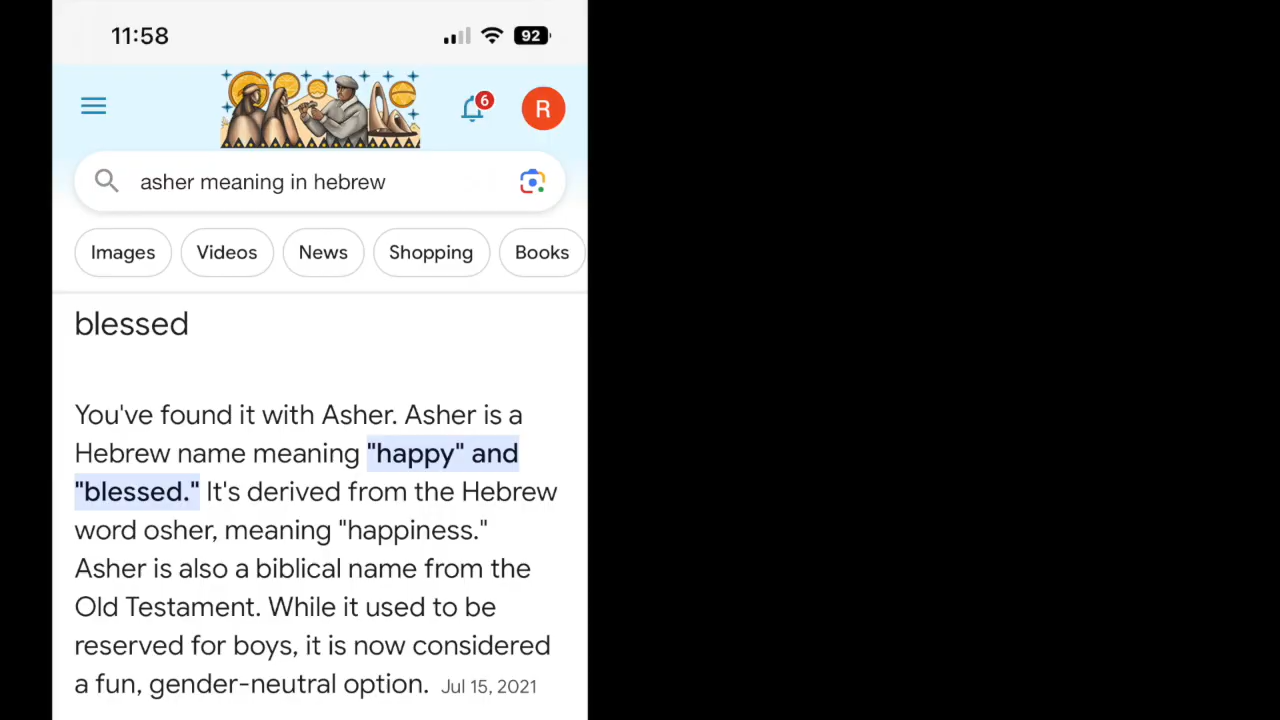 11:58
92
6
R
asher meaning in hebrew
Images Videos News Shopping Books
blessed
You've found it with Asher. Asher is a
Hebrew name meaning "happy" and
"blessed." It's derived from the Hebrew
word osher, meaning "happiness."
Asher is also a biblical name from the
Old Testament. While it used to be
reserved for boys, it is now considered
a fun, gender-neutral option. Jul 15, 2021